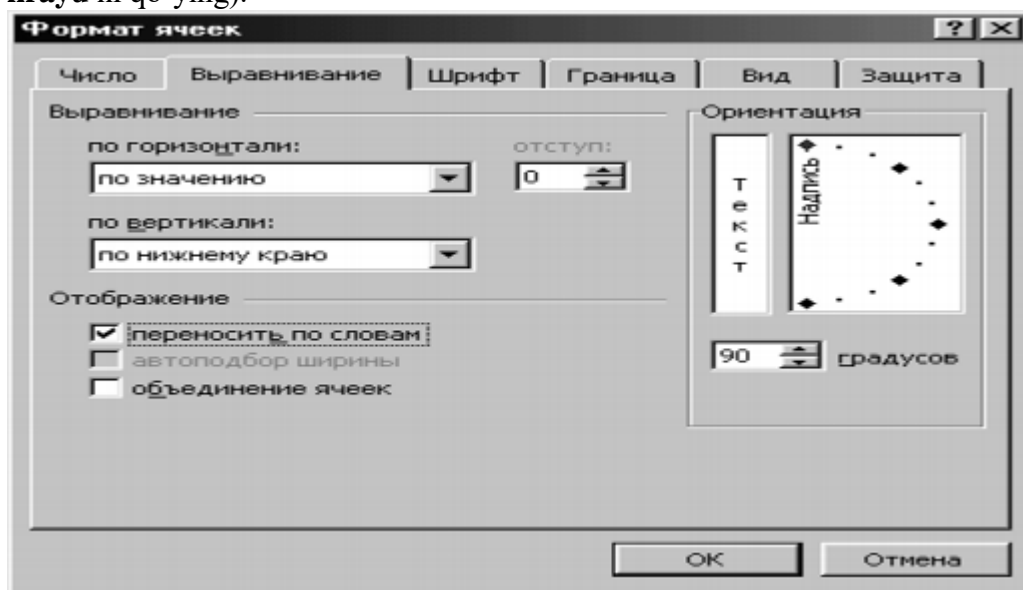 Формат ячеек
Число Выравнивание Шрифт Граница Вид Защита
Выравнивание
по горизонтали: отступ:
по значению 0
по вертикали:
по нижнему краю
Отображение
переносить по словам
автоподбор ширины
объединение ячеек
Ориентация
Текст
Надпись
90 градусов
ОК Отмена